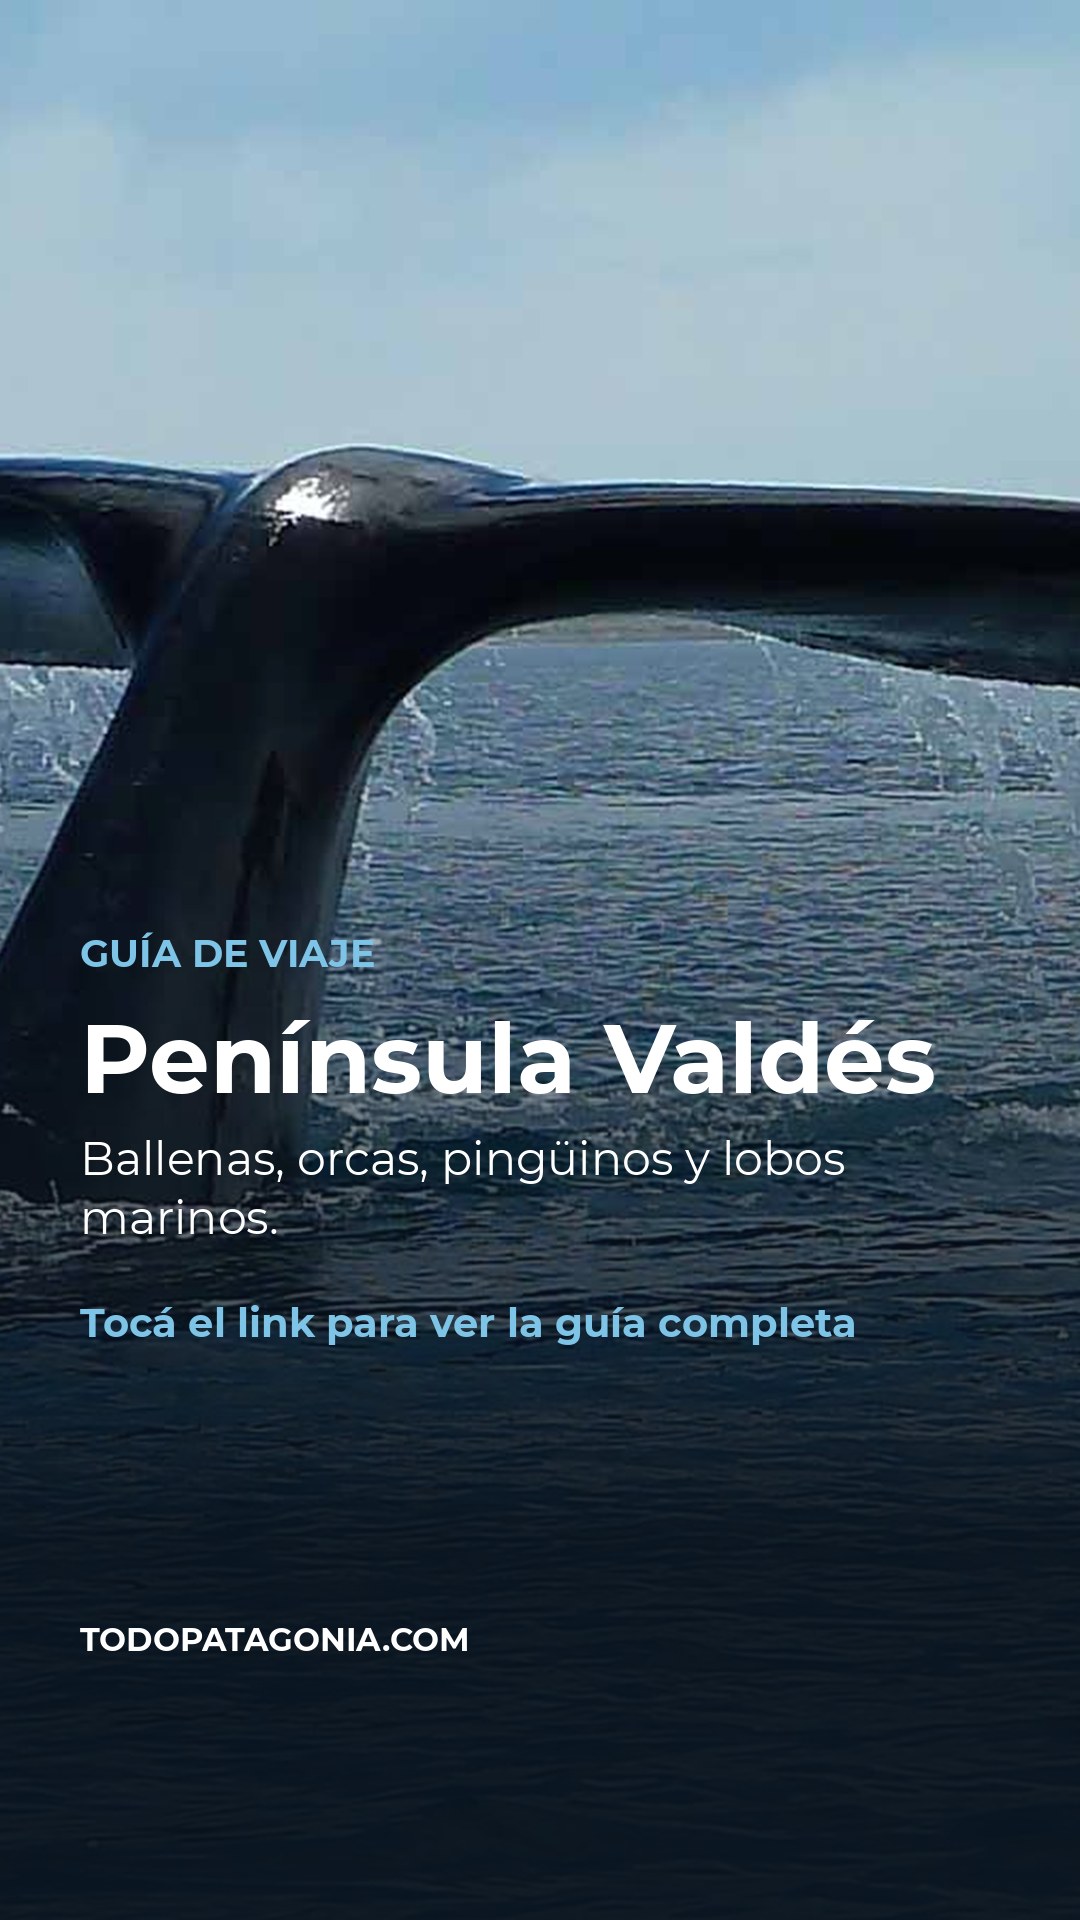 GUÍA DE VIAJE
Península Valdés
Ballenas, orcas, pingüinos y lobos
marinos.
Tocá el link para ver la guía completa
TODOPATAGONIA.COM